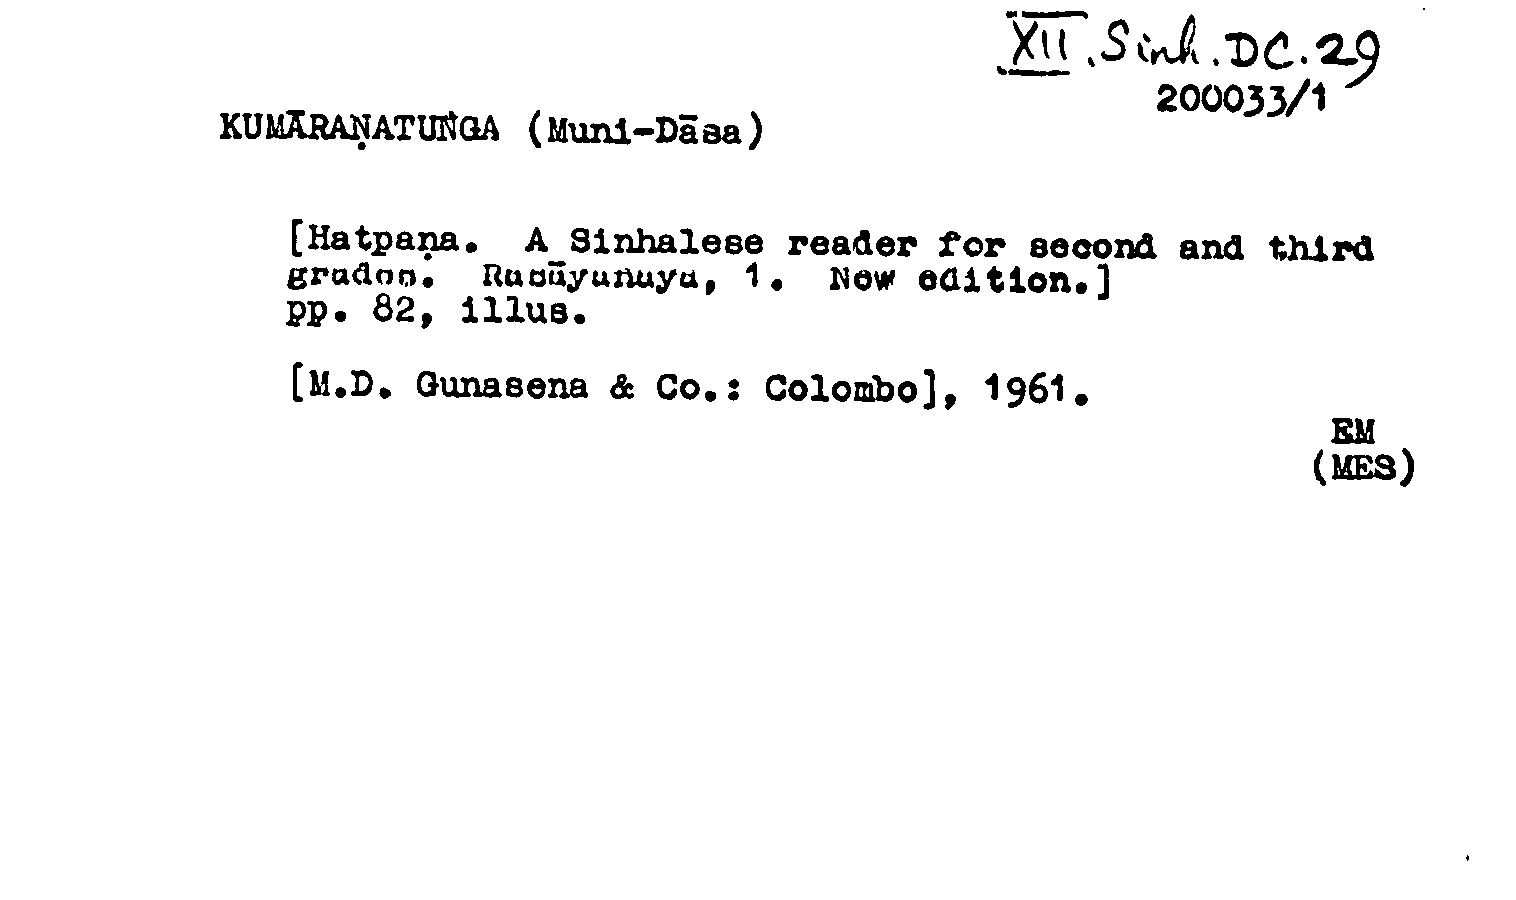 XII. Sinh. DC. 29
200033/1
KUMĀRAṆATUṄGA (Muni-Dāsa)
[Hatpaṇa. A Sinhalese reader for second and third
grades. Rasāyanaya, 1. New edition.]
pp. 82, illus.
[M.D. Gunasena & Co.: Colombo], 1961.
EM
(MES)